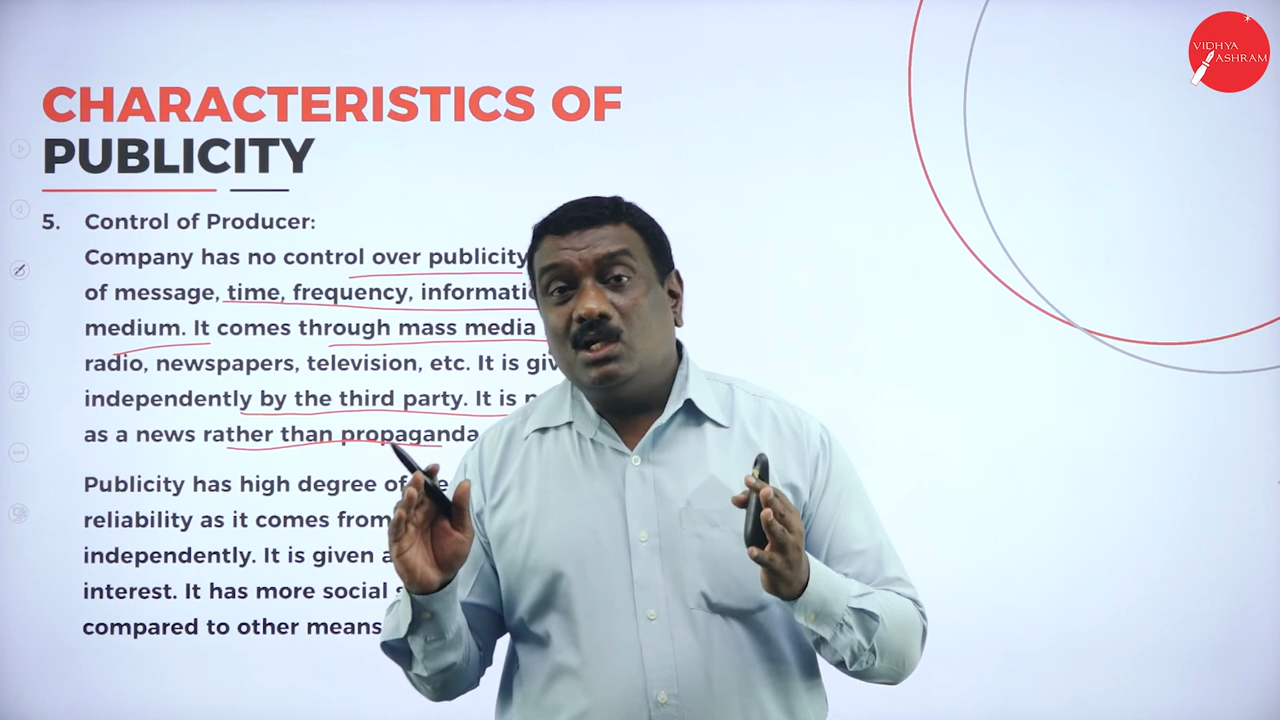 VIDHYA
ASHRAM
CHARACTERISTICS OF
PUBLICITY
5. Control of Producer:
Company has no control over publicity
of message, time, frequency, informatio
medium. It comes through mass media
radio, newspapers, television, etc. It is giv
independently by the third party. It is
as a news rather than propaganda
Publicity has high degree of
reliability as it comes from
independently. It is given a
interest. It has more social s
compared to other means